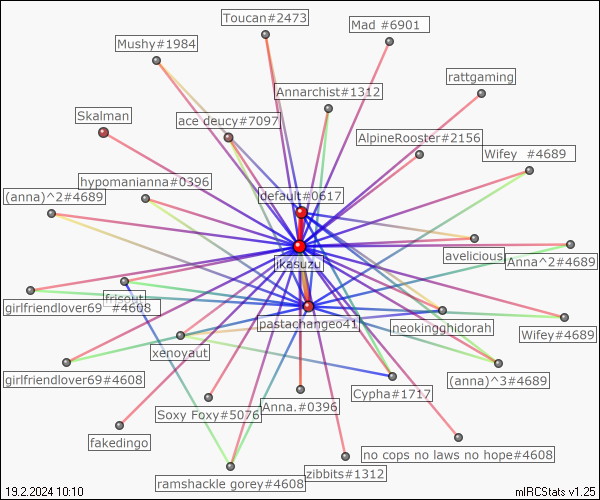 Toucan#2473
Mad #6901
Mushy#1984
rattgaming
Annarchist#1312
Skalman
ace deucy#7097
AlpineRooster#2156
Wifey #4689
hypomanianna#0396
(anna)^2#4689
default#0617
avelicious
Anna^2#4689
jkasuzu
fricout
girlfriendlover69 #4608
pastachange041
neokingghidorah
Wifey#4689
xenoyaut
girlfriendlover69#4608
(anna)^3#4689
Cypha#1717
Anna.#0396
Soxy Foxy#5076
fakedingo
no cops no laws no hope#4608
zibbits#1312
ramshackle gorey#4608
19.2.2024 10:10
mIRCStats v1.25